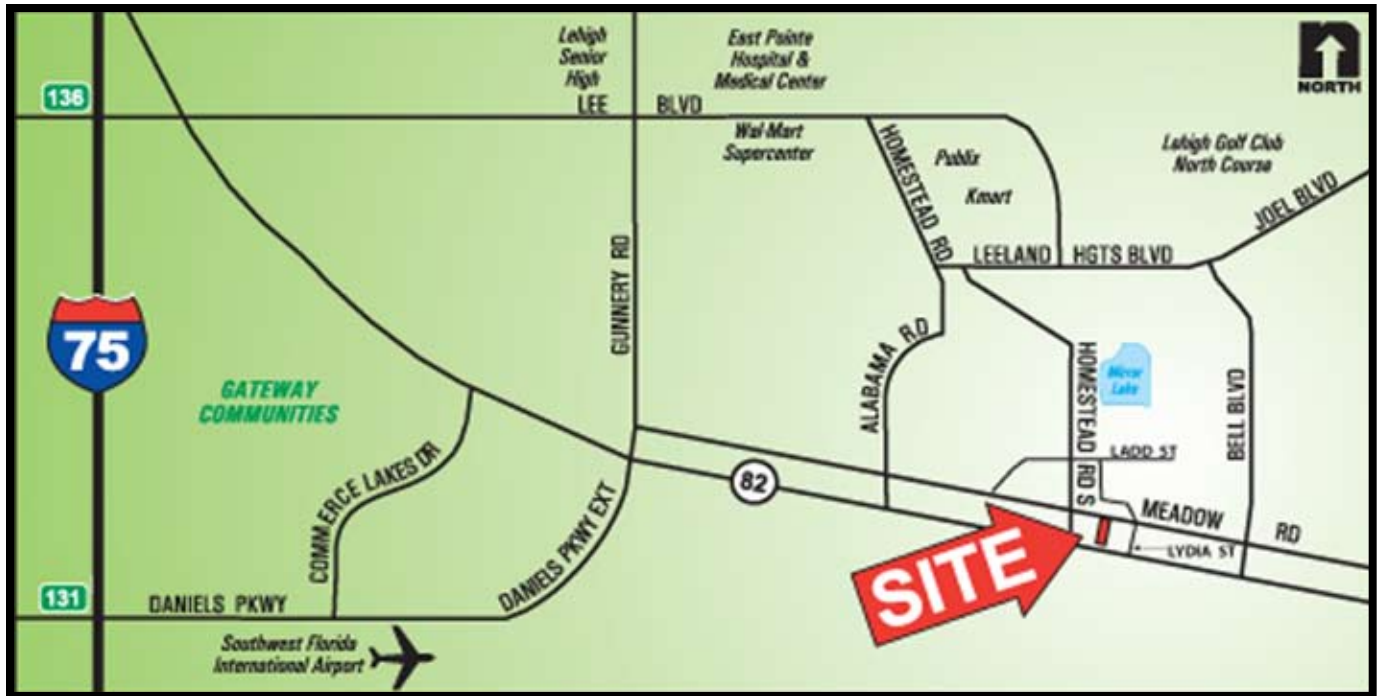 Lehigh
Senior
High
East Pointe
Hospital &
Medical Center
NORTH
136
LEE BLVD
Wal-Mart
Supercenter
HOMESTEAD RD
Publix
Kmart
Lehigh Golf Club
North Course
JOEL BLVD
LEELAND HGTS BLVD
GUNNERY RD
75
GATEWAY
COMMUNITIES
ALABAMA RD
HOMESTEAD RD S
Mirror
Lake
BELL BLVD
COMMERCE LAKES DR
82
LADD ST
MEADOW RD
LYDIA ST
SITE
DANIELS PKWY EXT
131
DANIELS PKWY
Southwest Florida
International Airport